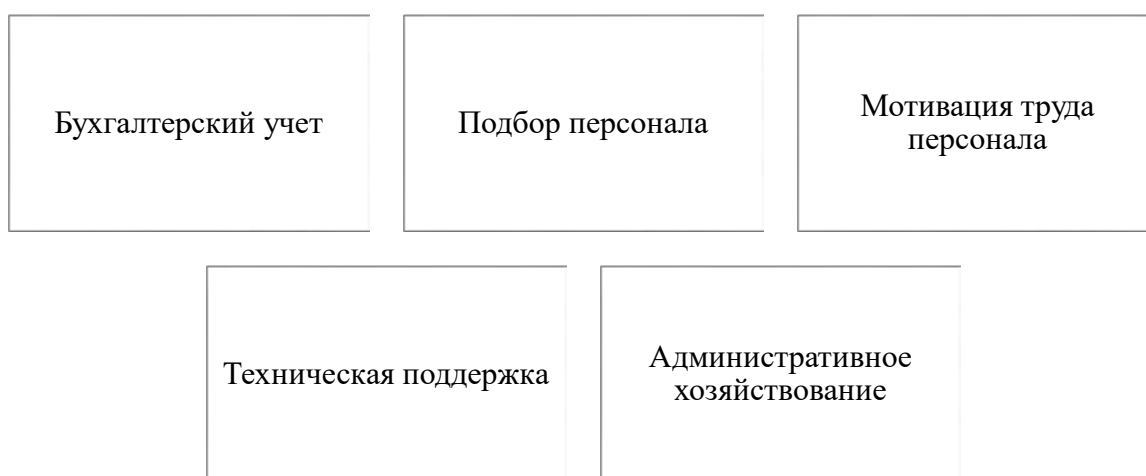 Бухгалтерский учет
Подбор персонала
Мотивация труда
персонала
Техническая поддержка
Административное
хозяйствование